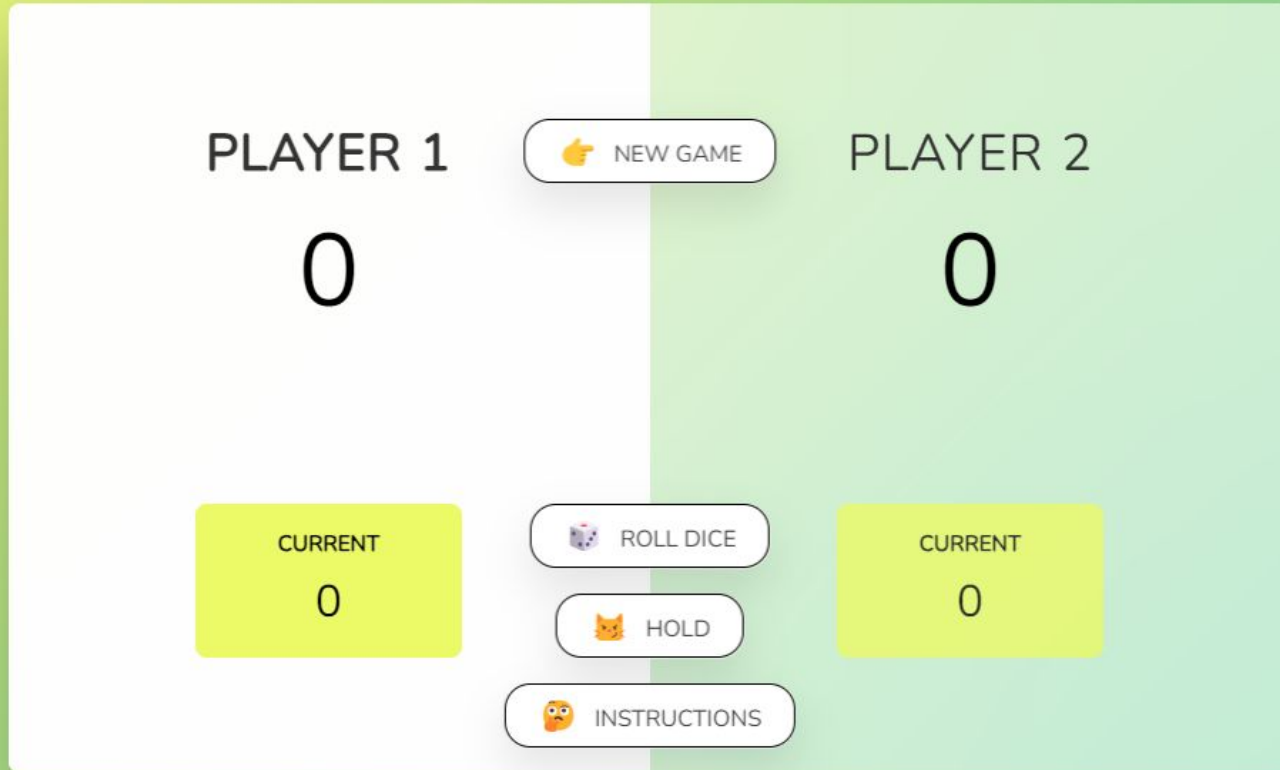 PLAYER 1
0
NEW GAME
PLAYER 2
0
CURRENT
0
ROLL DICE
HOLD
INSTRUCTIONS
CURRENT
0